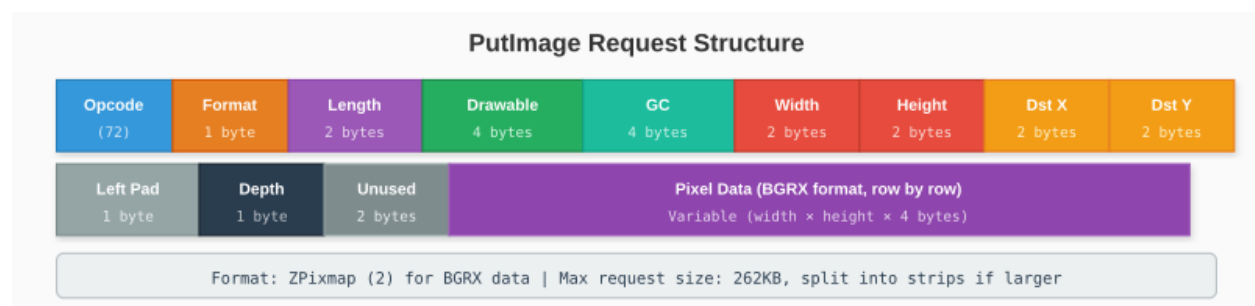 PutImage Request Structure
Opcode Format Length Drawable GC Width Height Dst X Dst Y
(72) 1 byte 2 bytes 4 bytes 4 bytes 2 bytes 2 bytes 2 bytes 2 bytes
Left Pad Depth Unused Pixel Data (BGRX format, row by row)
1 byte 1 byte 2 bytes Variable (width × height × 4 bytes)
Format: ZPixmap (2) for BGRX data | Max request size: 262KB, split into strips if larger